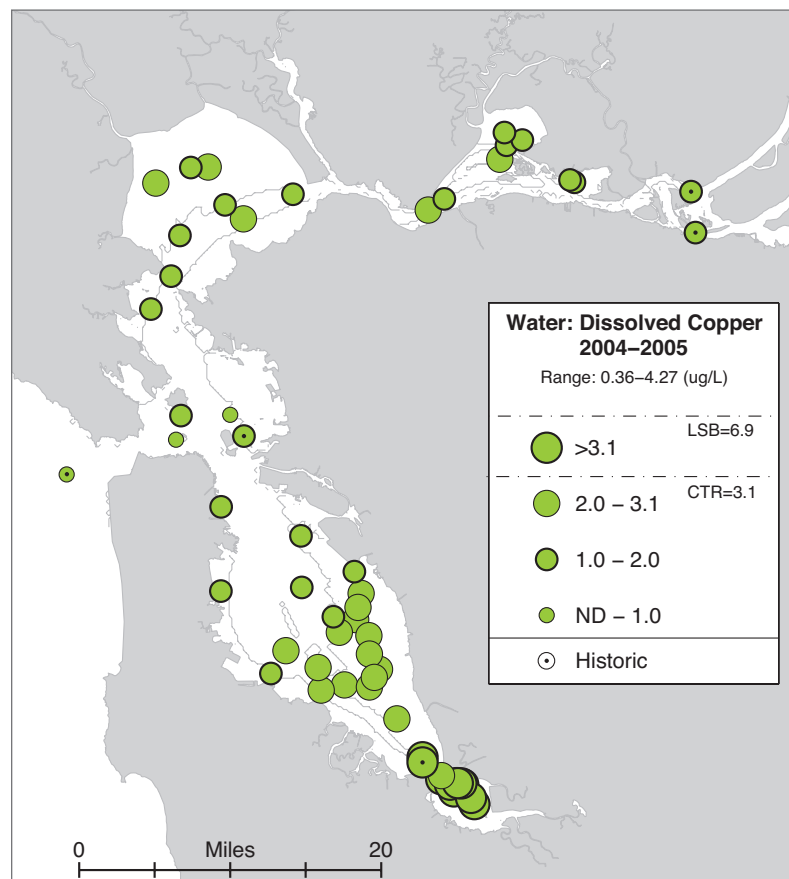 Water: Dissolved Copper
2004–2005
Range: 0.36–4.27 (ug/L)
LSB=6.9
>3.1
CTR=3.1
2.0 – 3.1
1.0 – 2.0
ND – 1.0
Historic
0 Miles 20